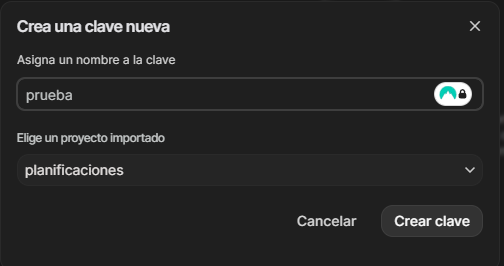 Crea una clave nueva
Asigna un nombre a la clave
prueba
Elige un proyecto importado
planificaciones
Cancelar
Crear clave